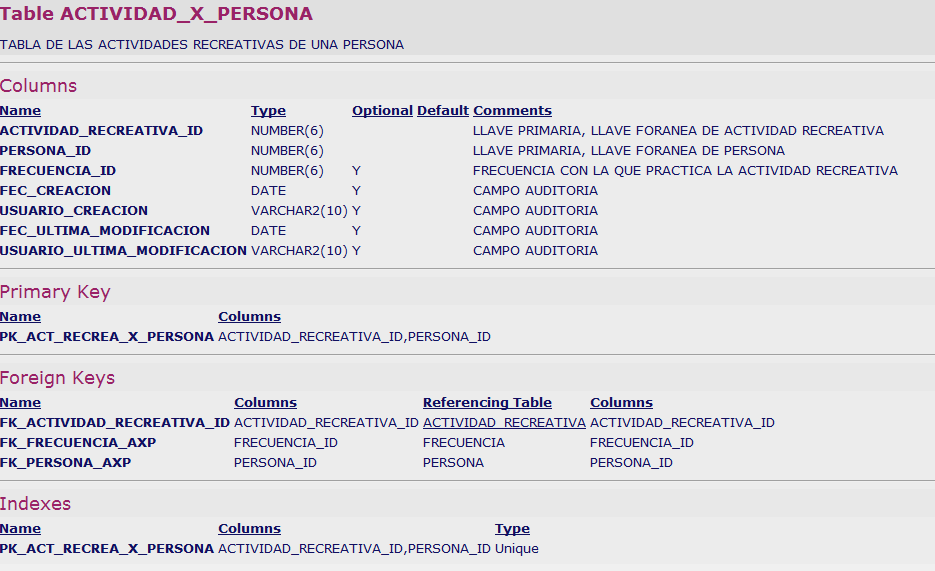 Table ACTIVIDAD_X_PERSONA
TABLA DE LAS ACTIVIDADES RECREATIVAS DE UNA PERSONA
Columns
Name Type Optional Default Comments
ACTIVIDAD_RECREATIVA_ID NUMBER(6) LLAVE PRIMARIA, LLAVE FORANEA DE ACTIVIDAD RECREATIVA
PERSONA_ID NUMBER(6) LLAVE PRIMARIA, LLAVE FORANEA DE PERSONA
FRECUENCIA_ID NUMBER(6) Y FRECUENCIA CON LA QUE PRACTICA LA ACTIVIDAD RECREATIVA
FEC_CREACION DATE Y CAMPO AUDITORIA
USUARIO_CREACION VARCHAR2(10) Y CAMPO AUDITORIA
FEC_ULTIMA_MODIFICACION DATE Y CAMPO AUDITORIA
USUARIO_ULTIMA_MODIFICACION VARCHAR2(10) Y CAMPO AUDITORIA
Primary Key
Name Columns
PK_ACT_RECREA_X_PERSONA ACTIVIDAD_RECREATIVA_ID,PERSONA_ID
Foreign Keys
Name Columns Referencing Table Columns
FK_ACTIVIDAD_RECREATIVA_ID ACTIVIDAD_RECREATIVA_ID ACTIVIDAD_RECREATIVA ACTIVIDAD_RECREATIVA_ID
FK_FRECUENCIA_AXP FRECUENCIA_ID FRECUENCIA FRECUENCIA_ID
FK_PERSONA_AXP PERSONA_ID PERSONA PERSONA_ID
Indexes
Name Columns Type
PK_ACT_RECREA_X_PERSONA ACTIVIDAD_RECREATIVA_ID,PERSONA_ID Unique